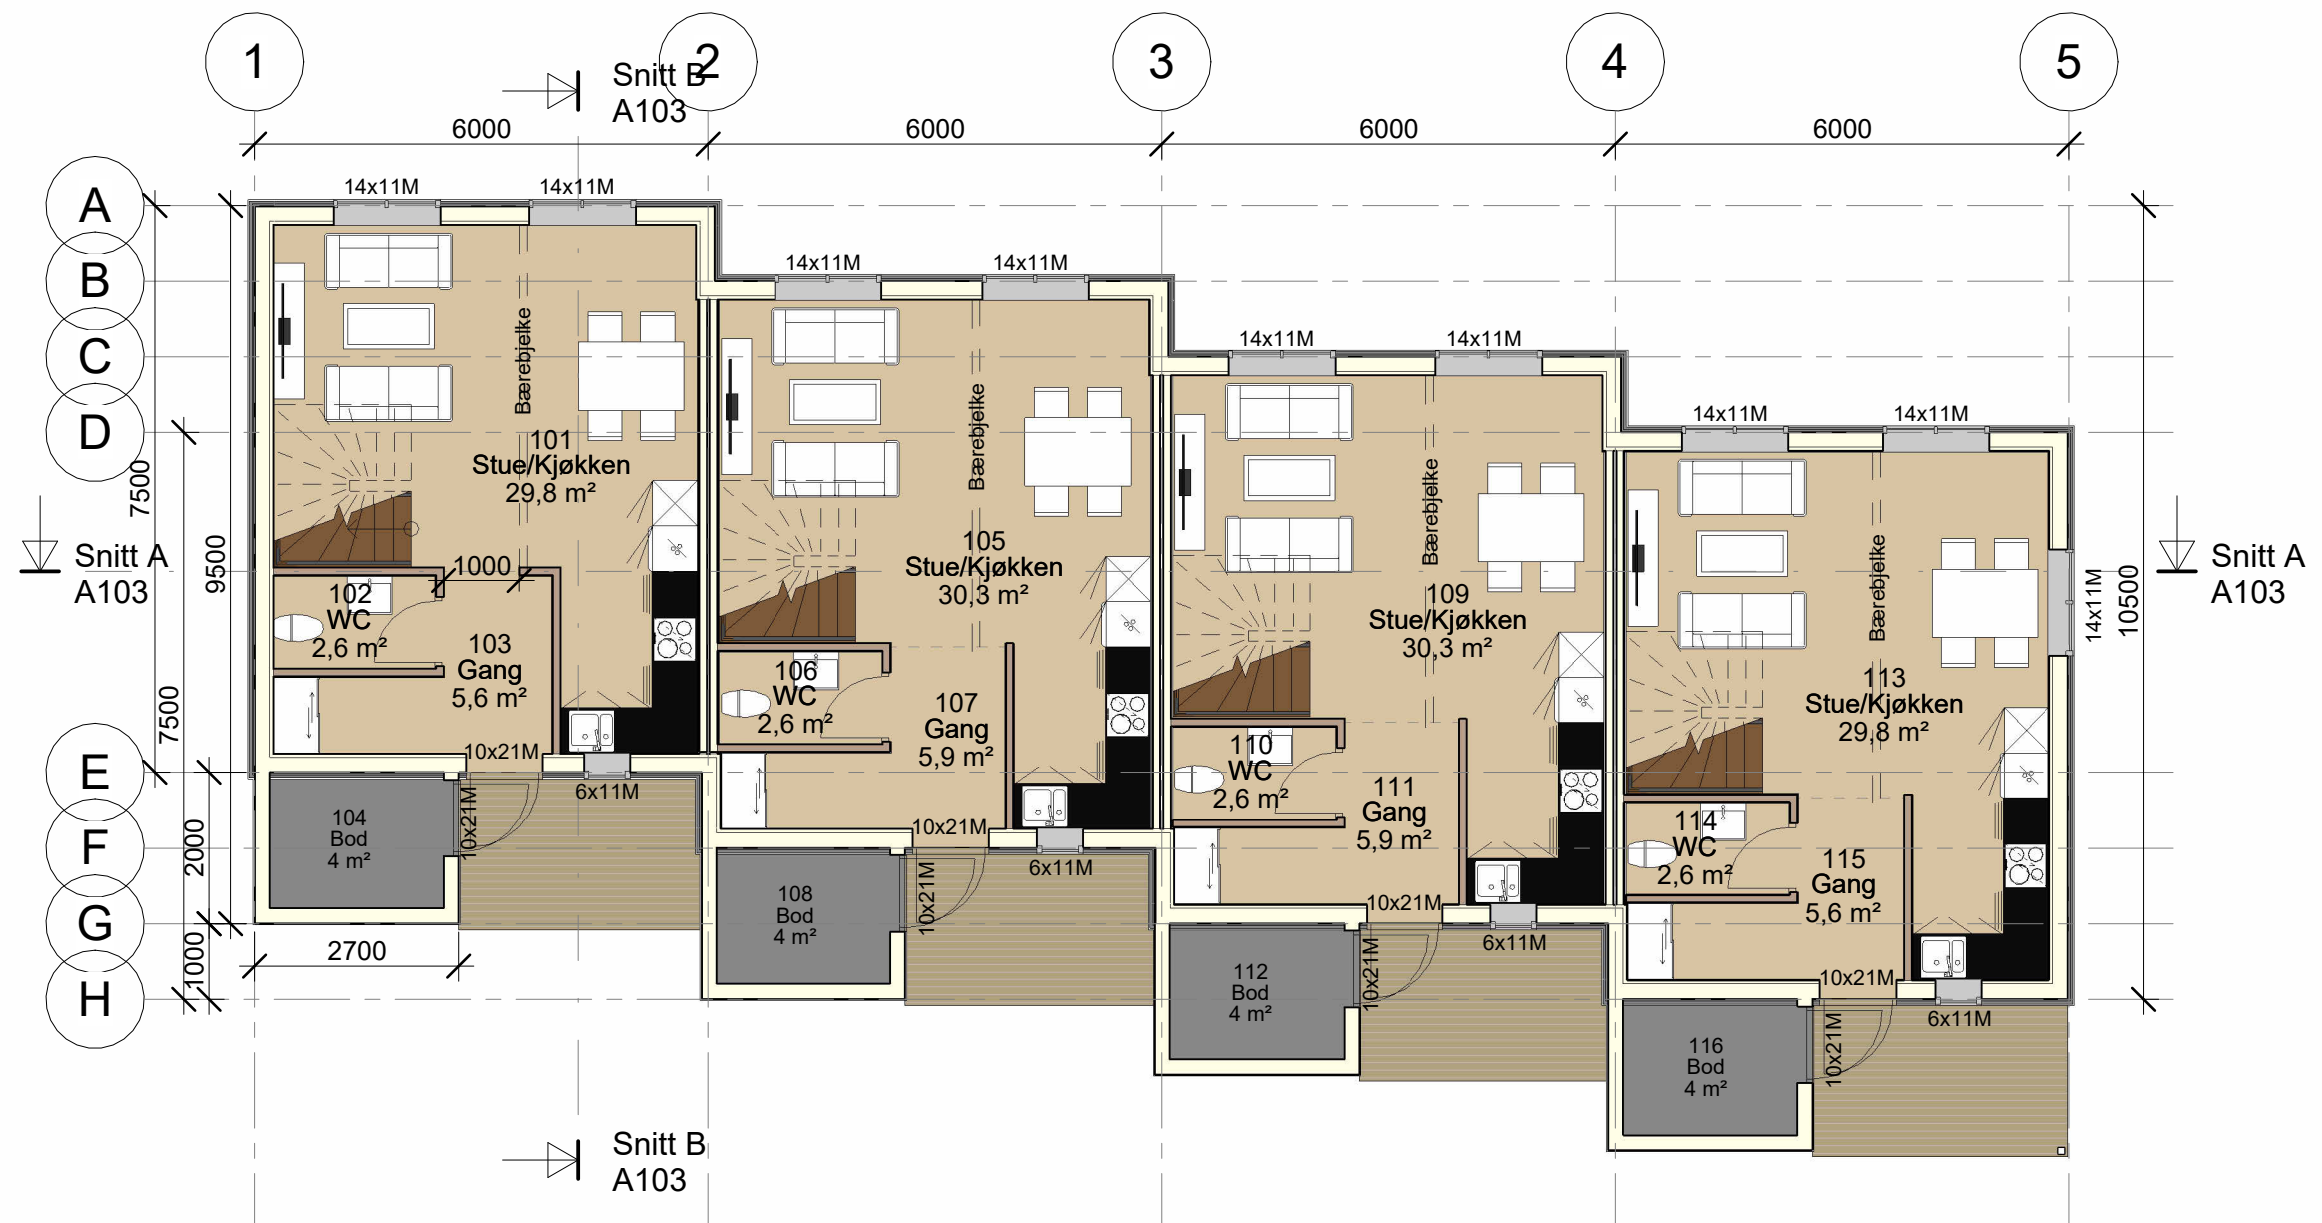 1
2
3
4
5
Snitt B
A103
6000
6000
6000
6000
A
B
C
D
E
F
G
H
14x11M
14x11M
14x11M
14x11M
14x11M
14x11M
14x11M
14x11M
14x11M
7500
9500
7500
2000
1000
10500
2700
1000
Snitt A
A103
Snitt A
A103
Bærebjelke
101
Stue/Kjøkken
29,8 m²
102
WC
2,6 m²
103
Gang
5,6 m²
10x21M
6x11M
104
Bod
4 m²
10x21M
Bærebjelke
105
Stue/Kjøkken
30,3 m²
106
WC
2,6 m²
107
Gang
5,9 m²
10x21M
6x11M
108
Bod
4 m²
10x21M
Bærebjelke
109
Stue/Kjøkken
30,3 m²
110
WC
2,6 m²
111
Gang
5,9 m²
10x21M
6x11M
112
Bod
4 m²
10x21M
Bærebjelke
113
Stue/Kjøkken
29,8 m²
114
WC
2,6 m²
115
Gang
5,6 m²
10x21M
6x11M
116
Bod
4 m²
10x21M
Snitt B
A103